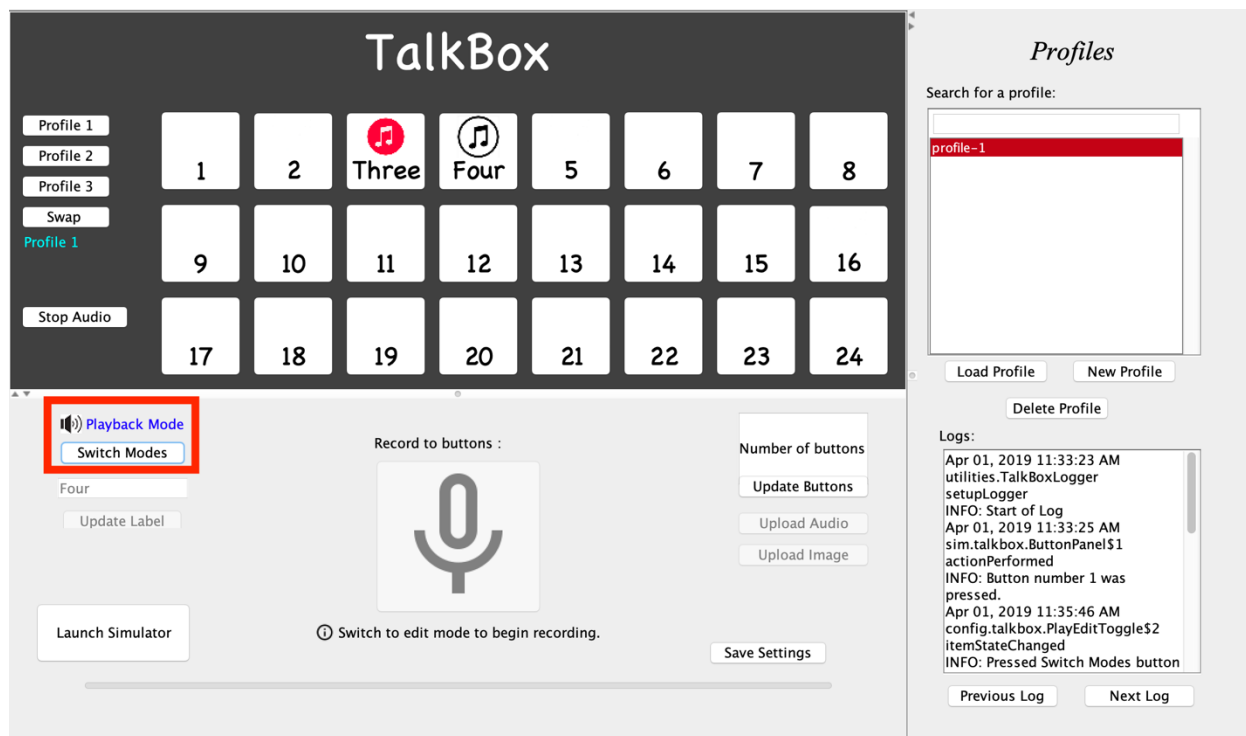 TalkBox
Profile 1
Profile 2
Profile 3
Swap
Profile 1
Stop Audio
1 2 Three Four 5 6 7 8
9 10 11 12 13 14 15 16
17 18 19 20 21 22 23 24
Playback Mode
Switch Modes
Four
Update Label
Launch Simulator
Record to buttons :
Switch to edit mode to begin recording.
Number of buttons
Update Buttons
Upload Audio
Upload Image
Save Settings
Profiles
Search for a profile:
profile-1
Load Profile New Profile
Delete Profile
Logs:
Apr 01, 2019 11:33:23 AM
utilities.TalkBoxLogger
setupLogger
INFO: Start of Log
Apr 01, 2019 11:33:25 AM
sim.talkbox.ButtonPanel$1
actionPerformed
INFO: Button number 1 was
pressed.
Apr 01, 2019 11:35:46 AM
config.talkbox.PlayEditToggle$2
itemStateChanged
INFO: Pressed Switch Modes button
Previous Log Next Log